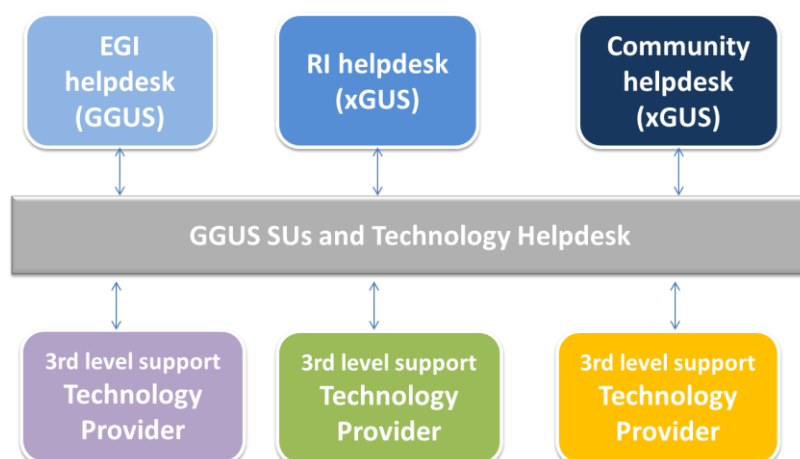 EGI
helpdesk
(GGUS)
RI helpdesk
(xGUS)
Community
helpdesk
(xGUS)
GGUS SUs and Technology Helpdesk
3rd level support
Technology
Provider
3rd level support
Technology
Provider
3rd level support
Technology
Provider